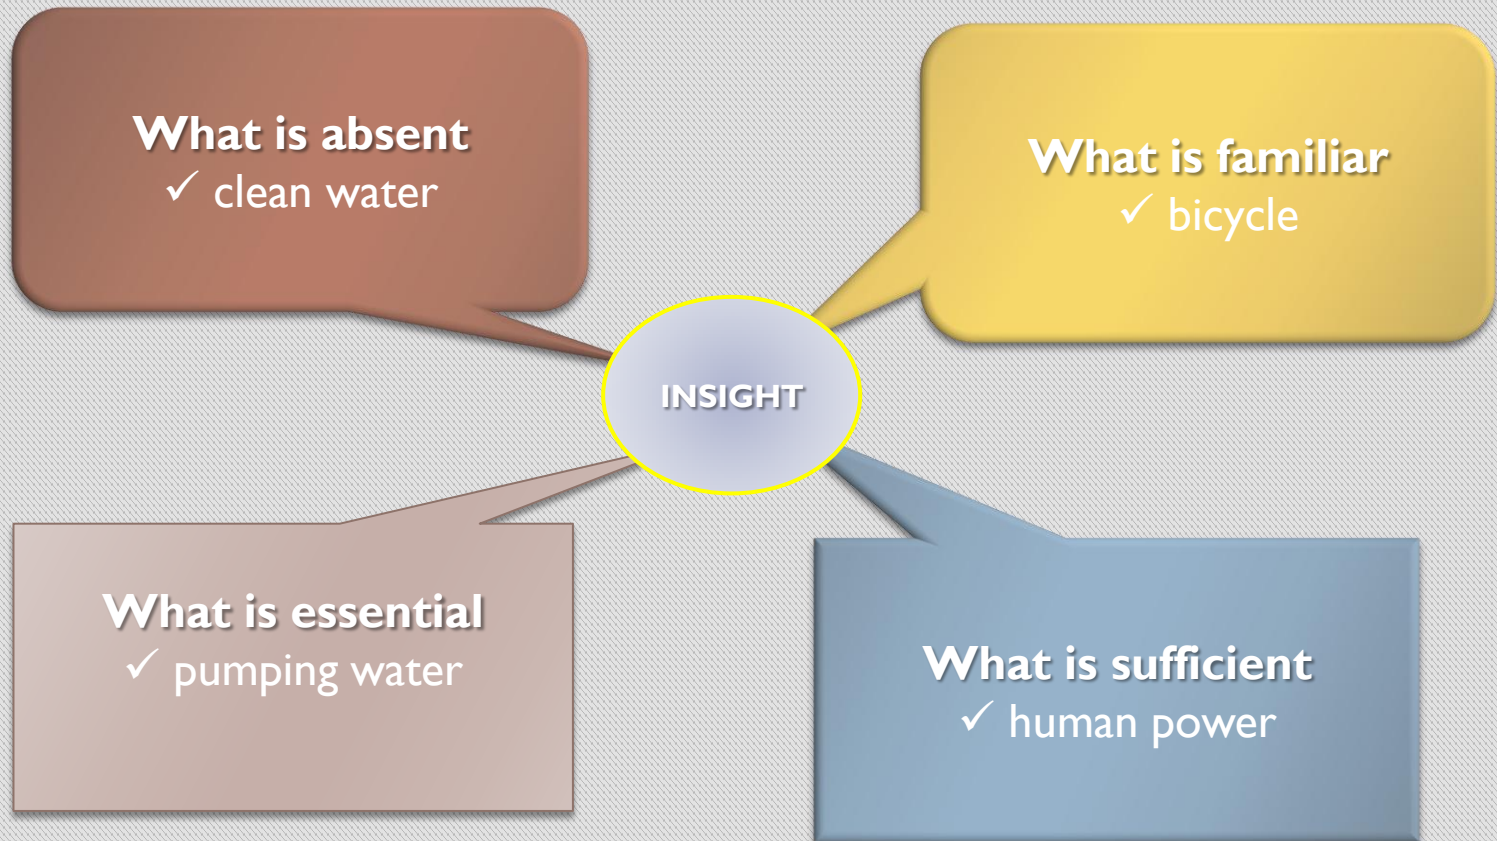 What is absent
✓ clean water
What is familiar
✓ bicycle
INSIGHT
What is essential
✓ pumping water
What is sufficient
✓ human power